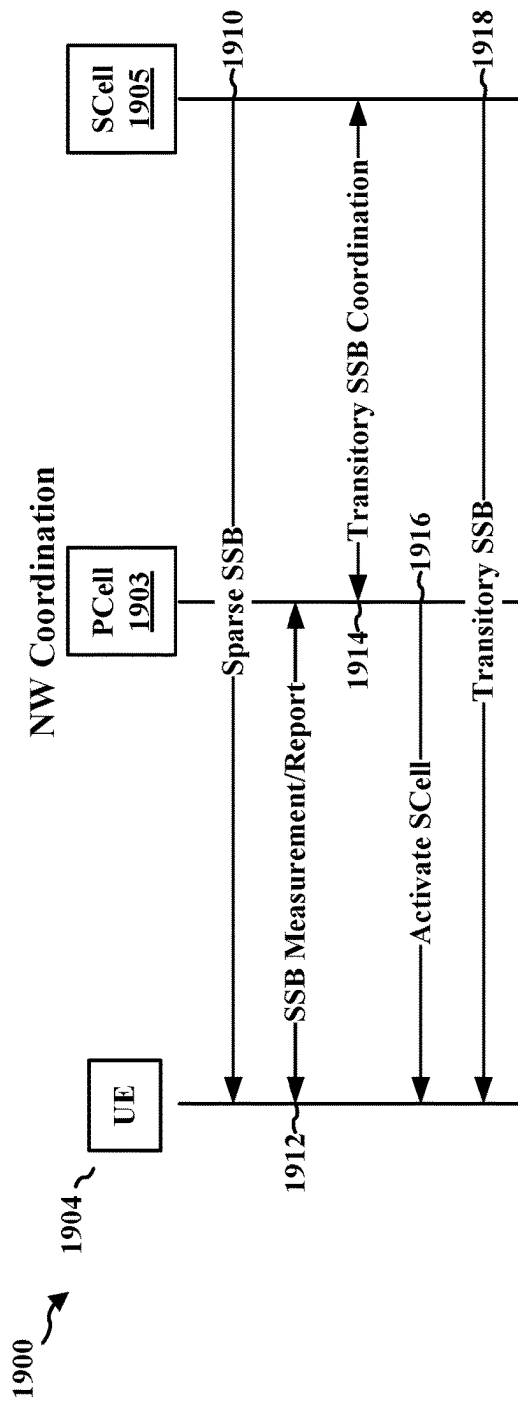 1900
1904
NW Coordination
UE
PCell
1903
SCell
1905
Sparse SSB
1910
1912
SSB Measurement/Report
1914
Transitory SSB Coordination
Activate SCell
1916
Transitory SSB
1918